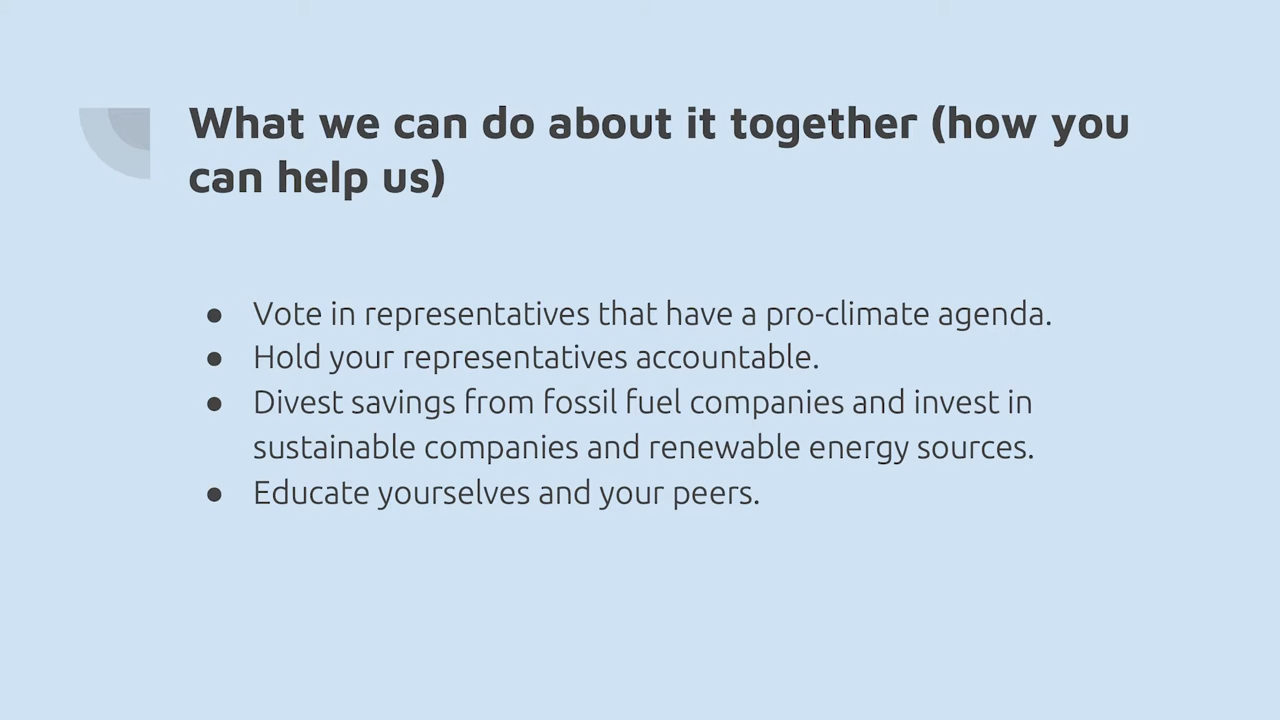 What we can do about it together (how you
can help us)
● Vote in representatives that have a pro-climate agenda.
● Hold your representatives accountable.
● Divest savings from fossil fuel companies and invest in
sustainable companies and renewable energy sources.
● Educate yourselves and your peers.